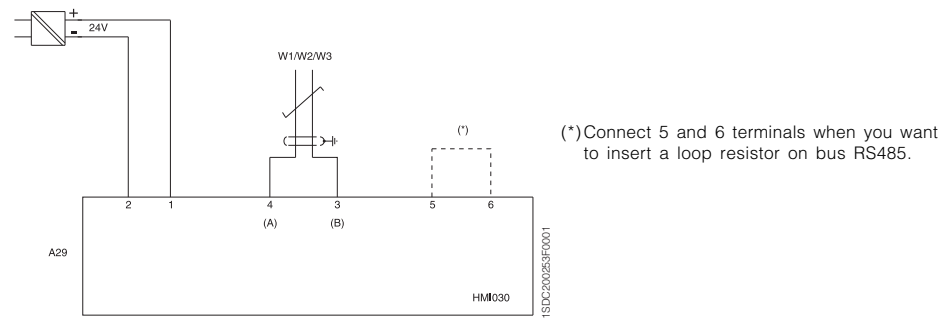 +
24V
-
W1/W2/W3
(*)
(*)Connect 5 and 6 terminals when you want
to insert a loop resistor on bus RS485.
2 1 4 3 5 6
(A) (B)
A29
HMI030
1SDC200253F0001